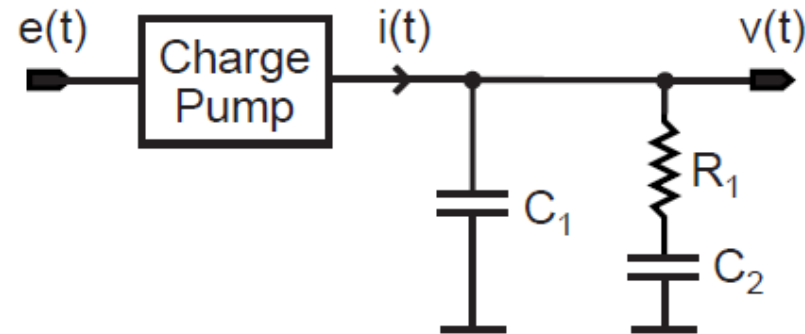 e(t)
Charge
Pump
i(t)
v(t)
C1
R1
C2